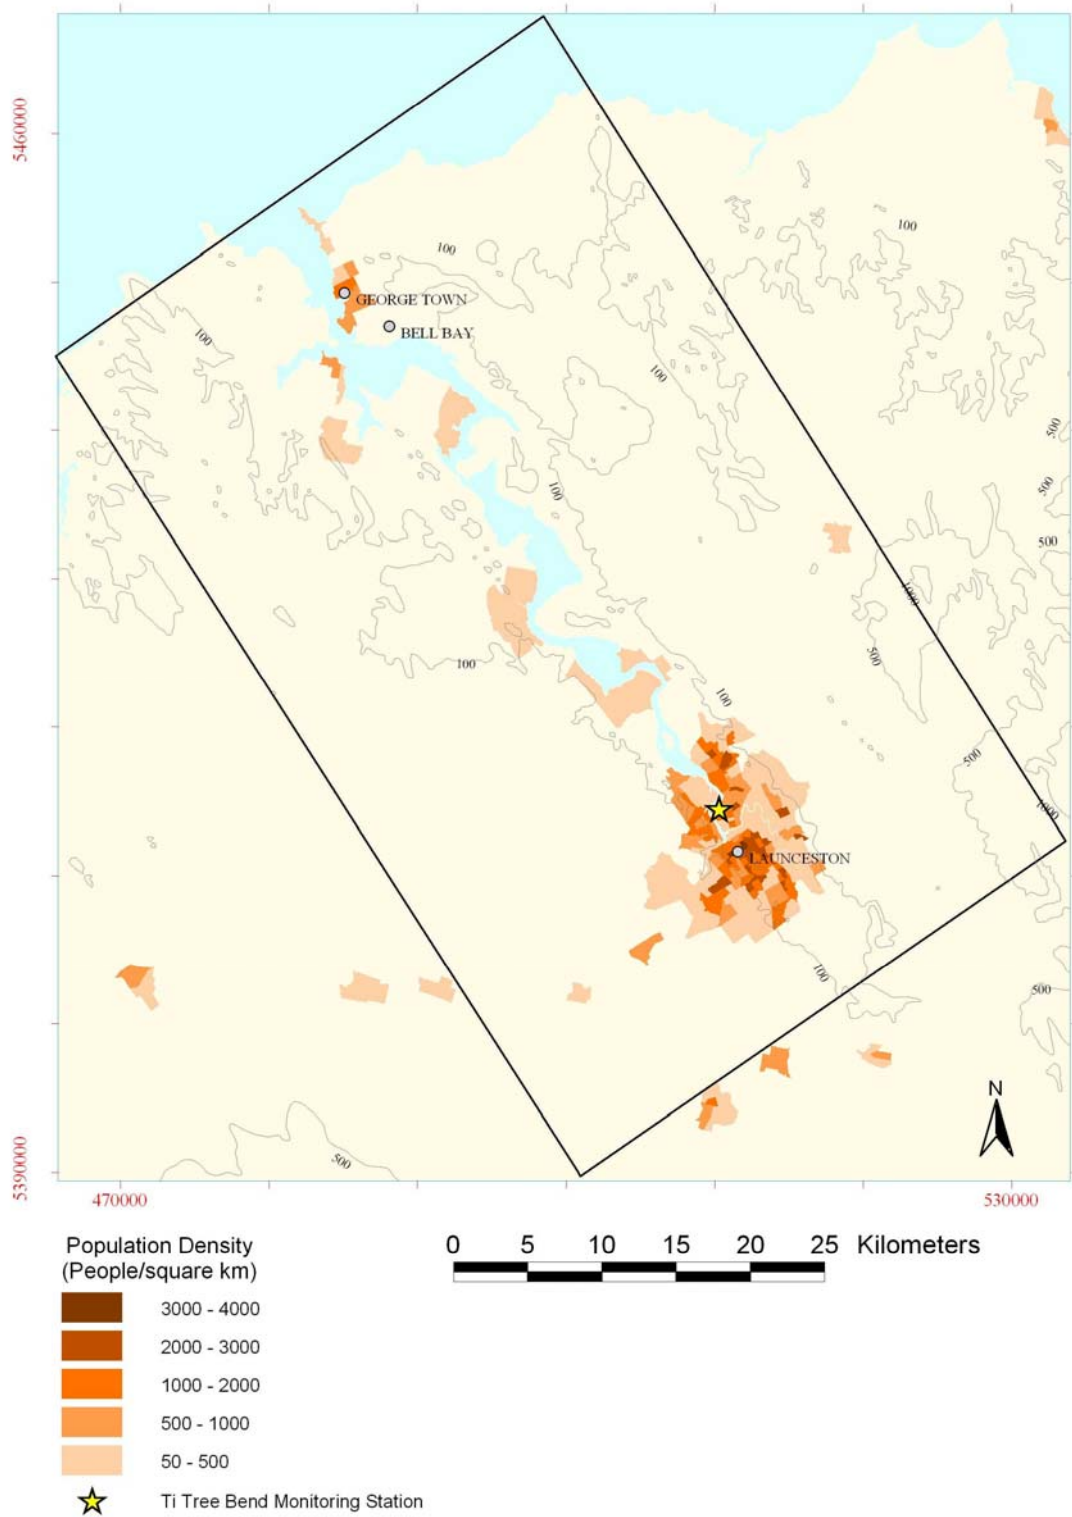 5460000
100
100
GEORGE TOWN
BELL BAY
100
100
500
500
100
500
1000
500
100
100
500
1000
LAUNCESTON
100
500
N
500
5390000
470000
530000
Population Density
(People/square km)
0 5 10 15 20 25 Kilometers
3000 - 4000
2000 - 3000
1000 - 2000
500 - 1000
50 - 500
Ti Tree Bend Monitoring Station